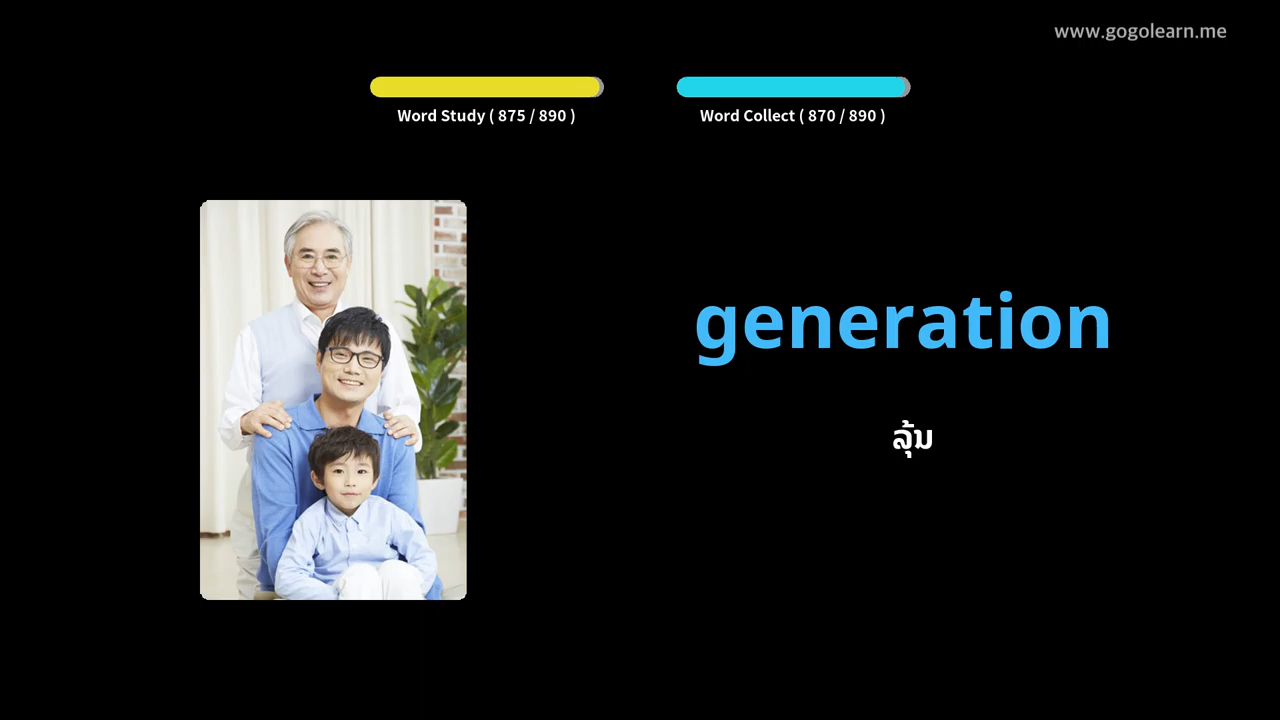 www.gogolearn.me
Word Study ( 875 / 890 )
Word Collect ( 870 / 890 )
generation
ລຸ້ນ